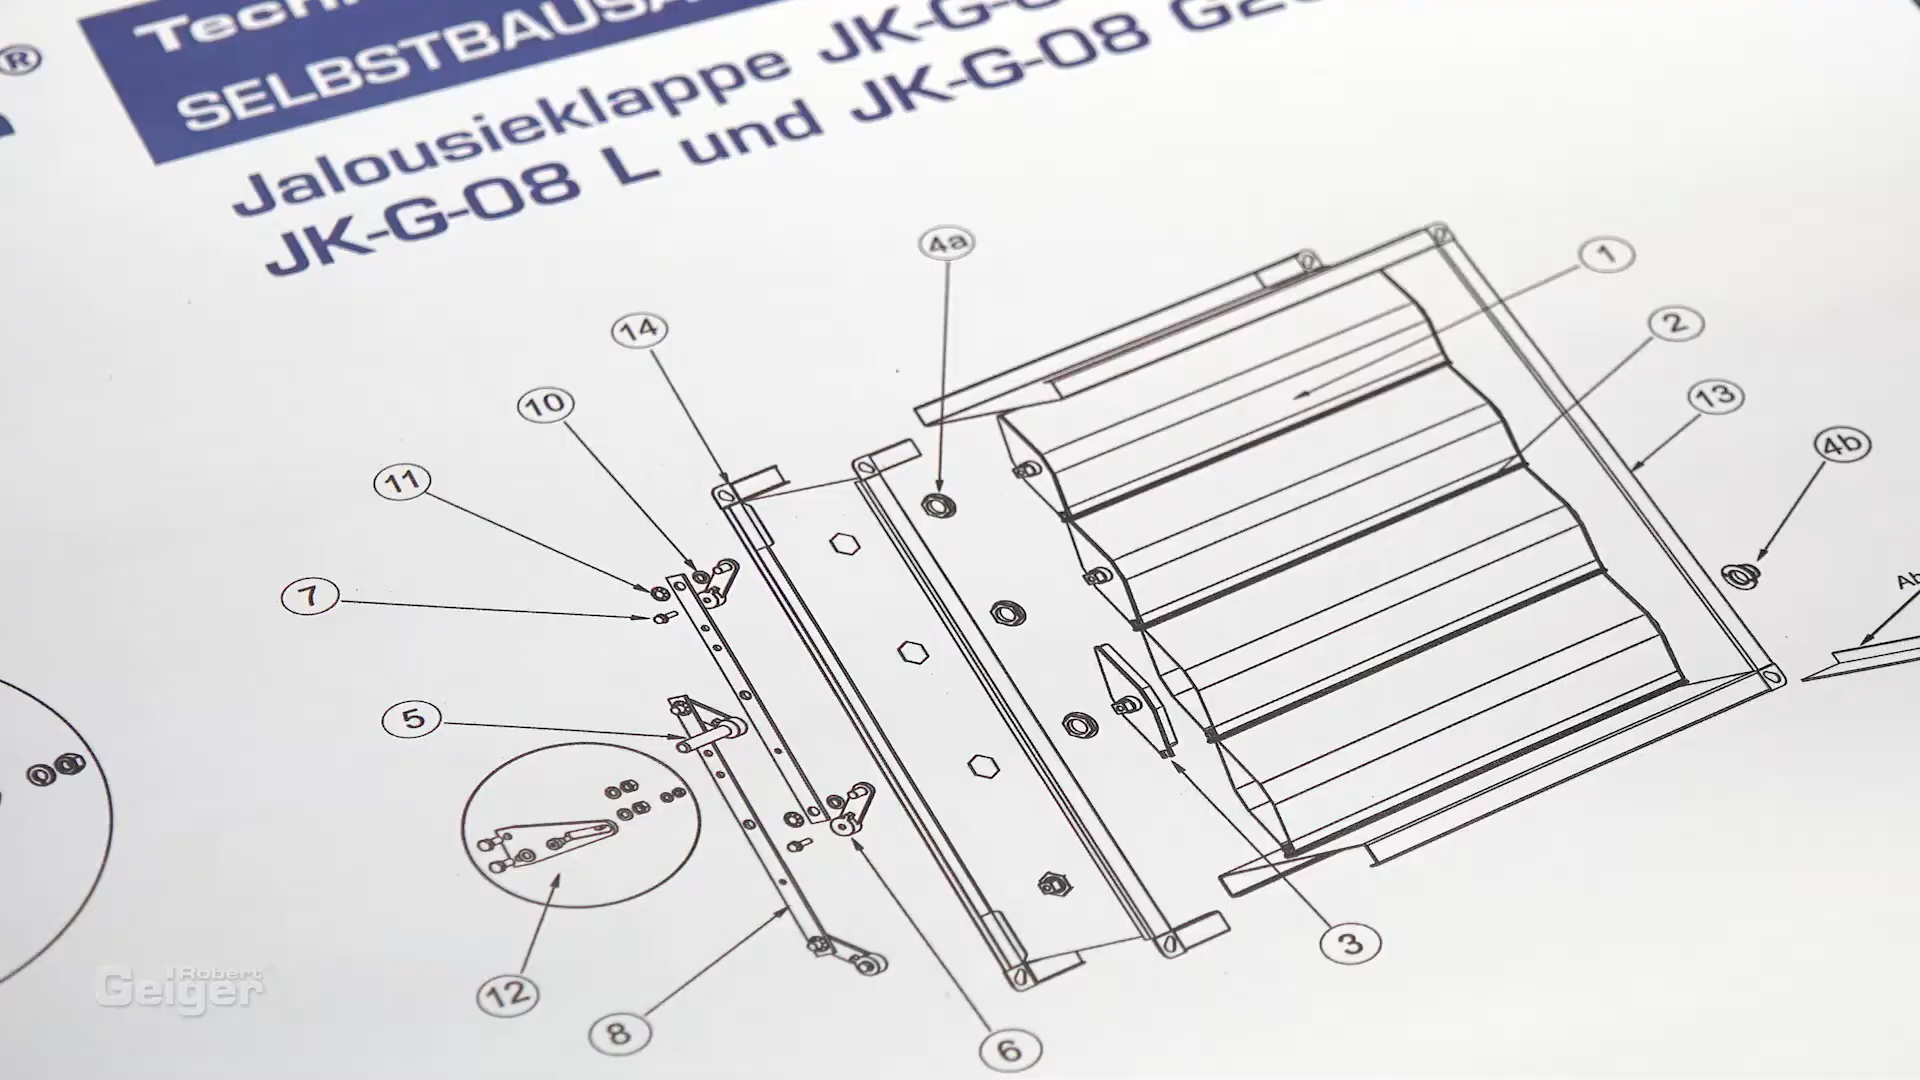 ®
SELBSTBAUSA
Jalousieklappe JK-G-
JK-G-08 L und JK-G-08
4a
1
14
2
10
13
11
4b
7
5
3
12
8
6
Robert
Geiger